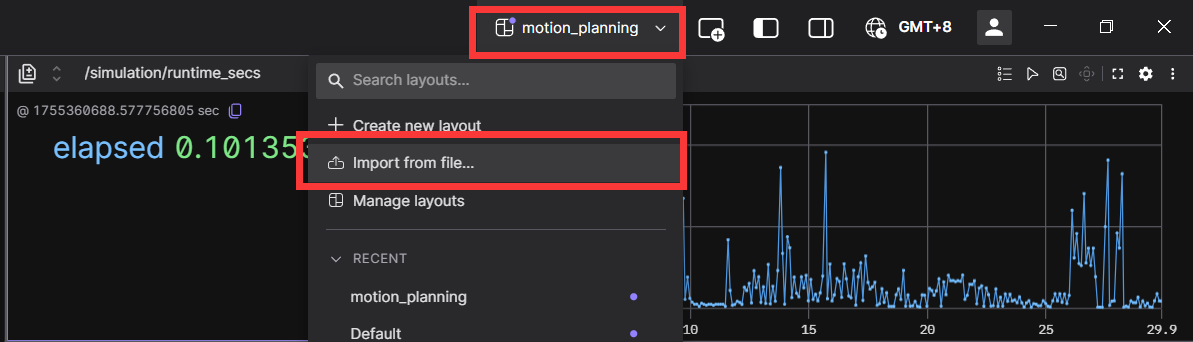 motion_planning
GMT+8
/simulation/runtime_secs
@ 1755360688.577756805 sec
elapsed 0.101353
Search layouts...
Create new layout
Import from file...
Manage layouts
RECENT
motion_planning
Default
10 15 20 25 29.9